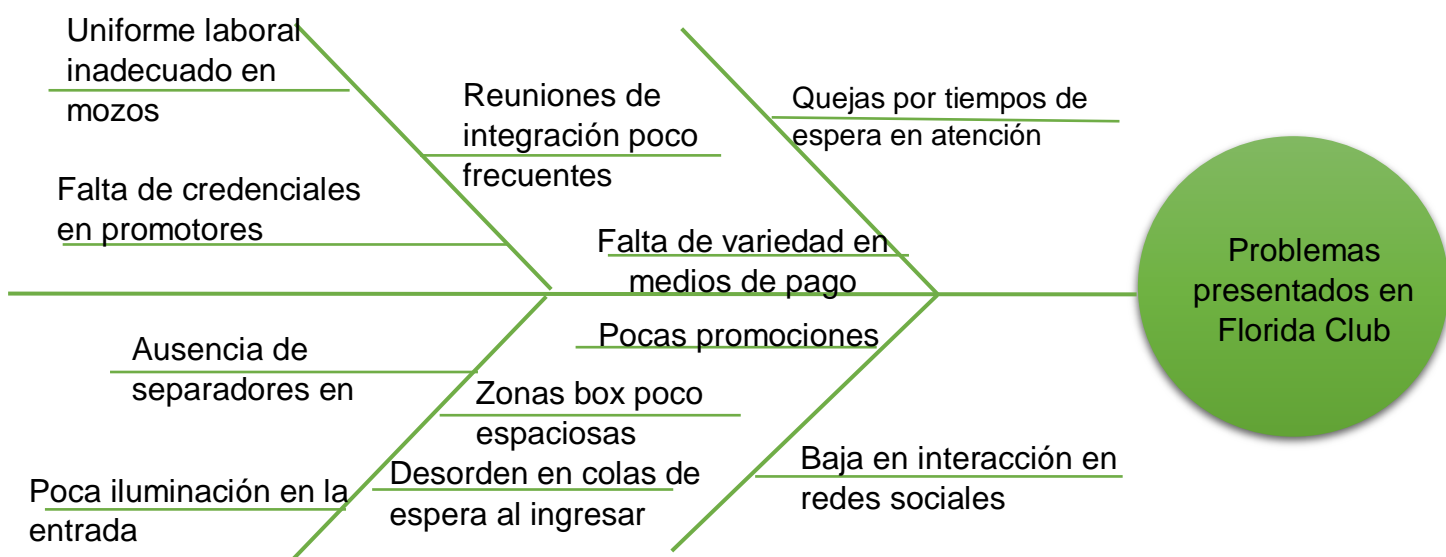 Uniforme laboral
inadecuado en
mozos
Reuniones de
integración poco
frecuentes
Quejas por tiempos de
espera en atención
Falta de credenciales
en promotores
Falta de variedad en
medios de pago
Problemas
presentados en
Florida Club
Ausencia de
separadores en
Pocas promociones
Zonas box poco
espaciosas
Poca iluminación en la
entrada
Desorden en colas de
espera al ingresar
Baja en interacción en
redes sociales